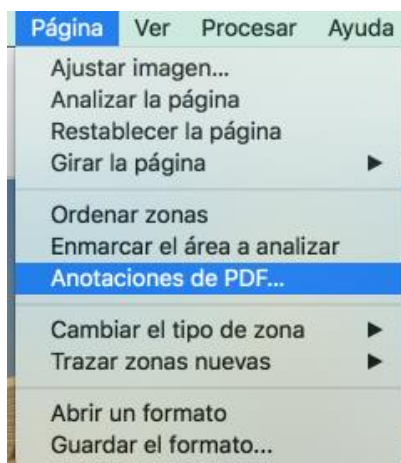 Página Ver Procesar Ayuda
Ajustar imagen...
Analizar la página
Restablecer la página
Girar la página
Ordenar zonas
Enmarcar el área a analizar
Anotaciones de PDF...
Cambiar el tipo de zona
Trazar zonas nuevas
Abrir un formato
Guardar el formato...